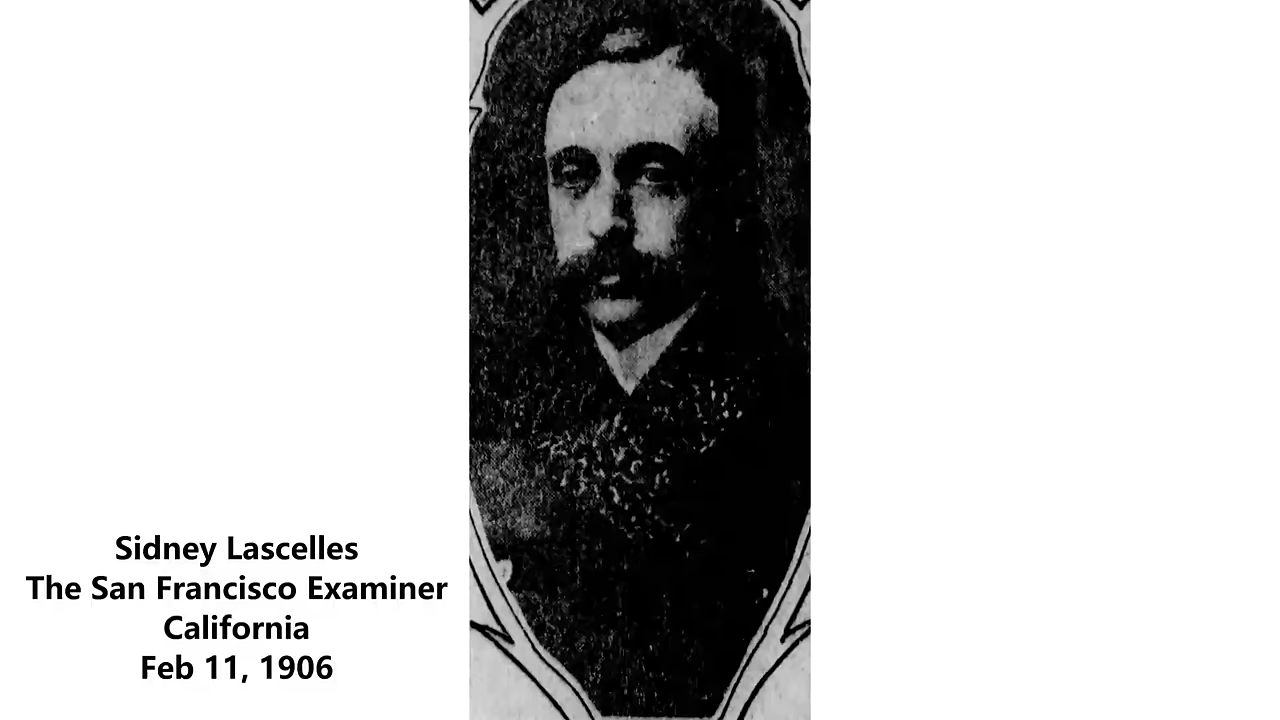 Sidney Lascelles
The San Francisco Examiner
California
Feb 11, 1906